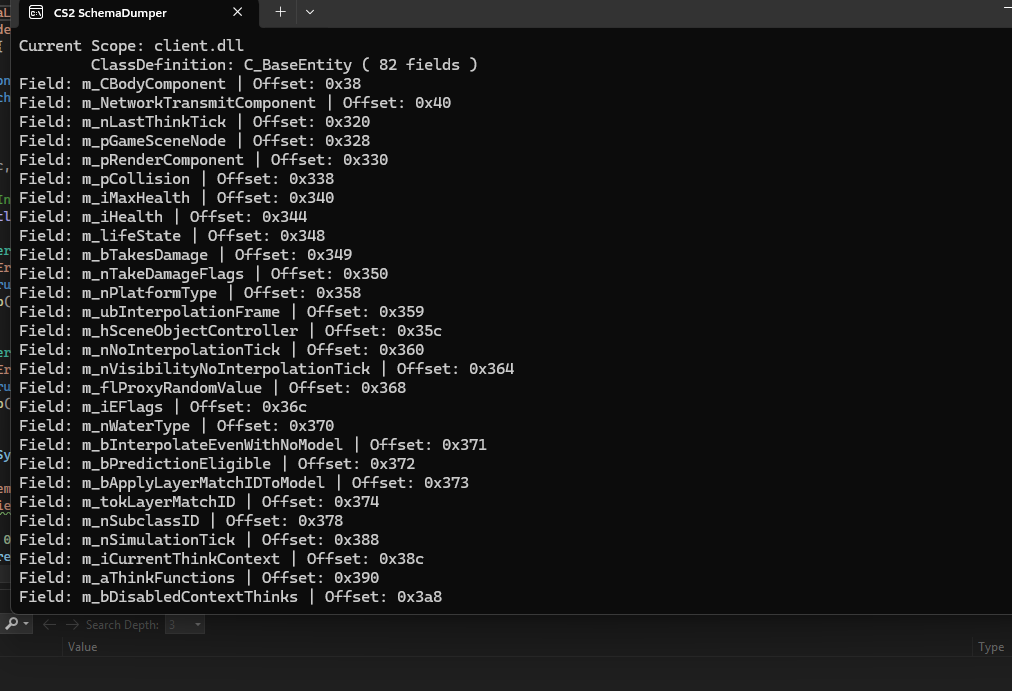 CS2 SchemaDumper
Current Scope: client.dll
ClassDefinition: C_BaseEntity ( 82 fields )
Field: m_CBodyComponent | Offset: 0x38
Field: m_NetworkTransmitComponent | Offset: 0x40
Field: m_nLastThinkTick | Offset: 0x320
Field: m_pGameSceneNode | Offset: 0x328
Field: m_pRenderComponent | Offset: 0x330
Field: m_pCollision | Offset: 0x338
Field: m_iMaxHealth | Offset: 0x340
Field: m_iHealth | Offset: 0x344
Field: m_lifeState | Offset: 0x348
Field: m_bTakesDamage | Offset: 0x349
Field: m_nTakeDamageFlags | Offset: 0x350
Field: m_nPlatformType | Offset: 0x358
Field: m_ubInterpolationFrame | Offset: 0x359
Field: m_hSceneObjectController | Offset: 0x35c
Field: m_nNoInterpolationTick | Offset: 0x360
Field: m_nVisibilityNoInterpolationTick | Offset: 0x364
Field: m_flProxyRandomValue | Offset: 0x368
Field: m_iEFlags | Offset: 0x36c
Field: m_nWaterType | Offset: 0x370
Field: m_bInterpolateEvenWithNoModel | Offset: 0x371
Field: m_bPredictionEligible | Offset: 0x372
Field: m_bApplyLayerMatchIDToModel | Offset: 0x373
Field: m_tokLayerMatchID | Offset: 0x374
Field: m_nSubclassID | Offset: 0x378
Field: m_nSimulationTick | Offset: 0x388
Field: m_iCurrentThinkContext | Offset: 0x38c
Field: m_aThinkFunctions | Offset: 0x390
Field: m_bDisabledContextThinks | Offset: 0x3a8
Search Depth: 3
Value Type